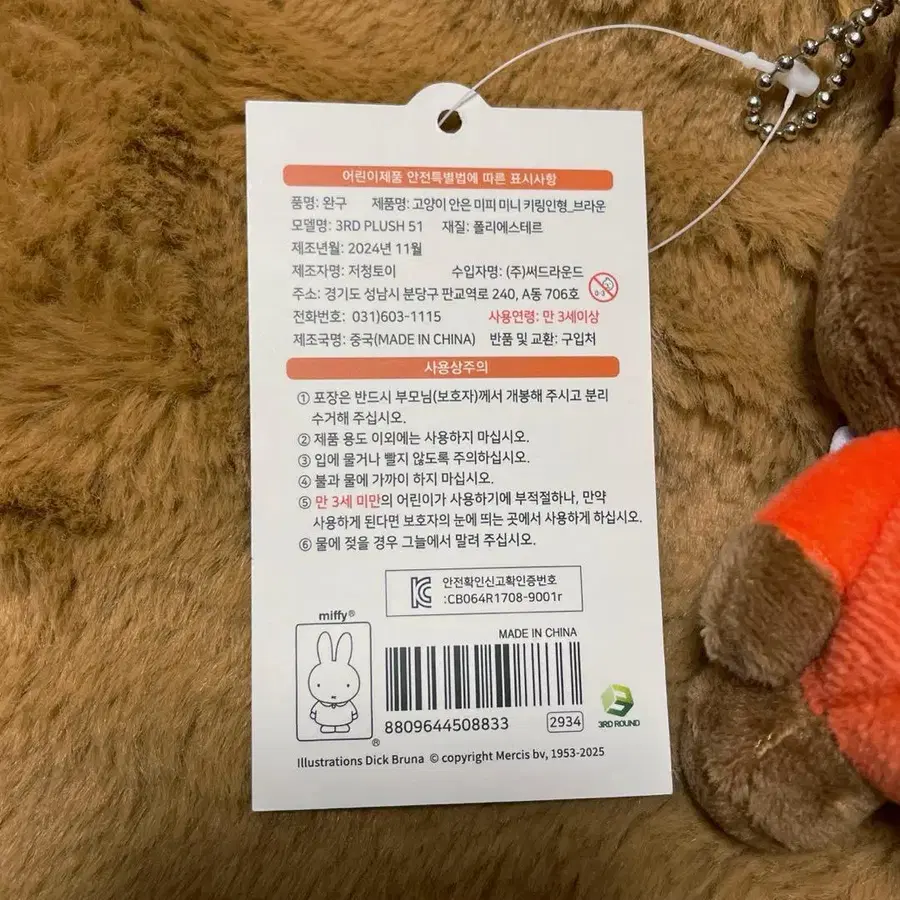 어린이제품 안전특별법에 따른 표시사항
품명: 완구 제품명: 고양이 안은 미피 미니 키링인형_브라운
모델명: 3RD PLUSH 51 재질: 폴리에스테르
제조년월: 2024년 11월
제조자명: 저청토이 수입자명: (주)써드라운드
주소: 경기도 성남시 분당구 판교역로 240, A동 706호
0-3
전화번호: 031)603-1115 사용연령: 만 3세이상
제조국명: 중국(MADE IN CHINA) 반품 및 교환: 구입처
사용상주의
① 포장은 반드시 부모님(보호자)께서 개봉해 주시고 분리
수거해 주십시오.
② 제품 용도 이외에는 사용하지 마십시오.
③ 입에 물거나 빨지 않도록 주의하십시오.
④ 불과 물에 가까이 하지 마십시오.
⑤ 만 3세 미만의 어린이가 사용하기에 부적절하나, 만약
사용하게 된다면 보호자의 눈에 띄는 곳에서 사용하게 하십시오.
⑥ 물에 젖을 경우 그늘에서 말려 주십시오.
안전확인신고확인증번호
:CB064R1708-9001r
miffy®
MADE IN CHINA
8809644508833 2934
3RD ROUND
®
Illustrations Dick Bruna © copyright Mercis bv, 1953-2025